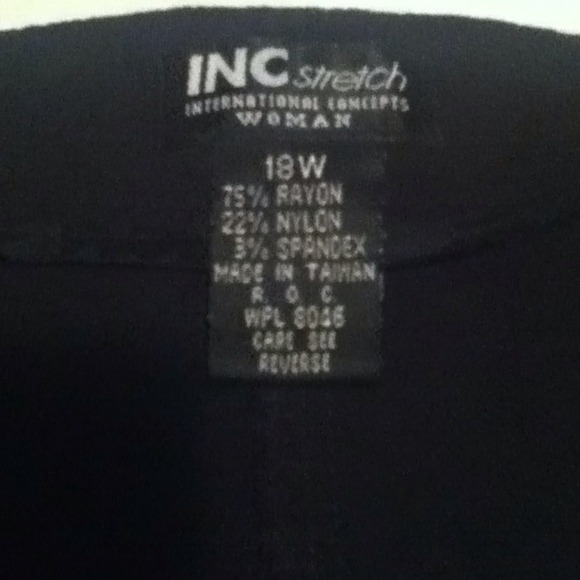 INC stretch
INTERNATIONAL CONCEPTS
WOMAN
18W
75% RAYON
22% NYLON
3% SPANDEX
MADE IN TAIWAN
R. O. C.
WPL 8046
CARE SEE
REVERSE